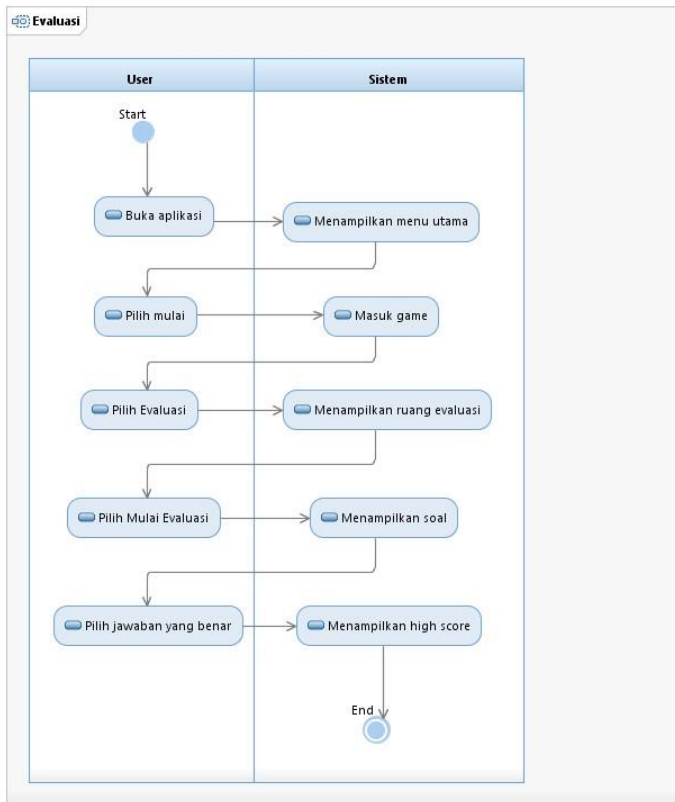 Evaluasi
User
Sistem
Start
Buka aplikasi
Menampilkan menu utama
Pilih mulai
Masuk game
Pilih Evaluasi
Menampilkan ruang evaluasi
Pilih Mulai Evaluasi
Menampilkan soal
Pilih jawaban yang benar
Menampilkan high score
End